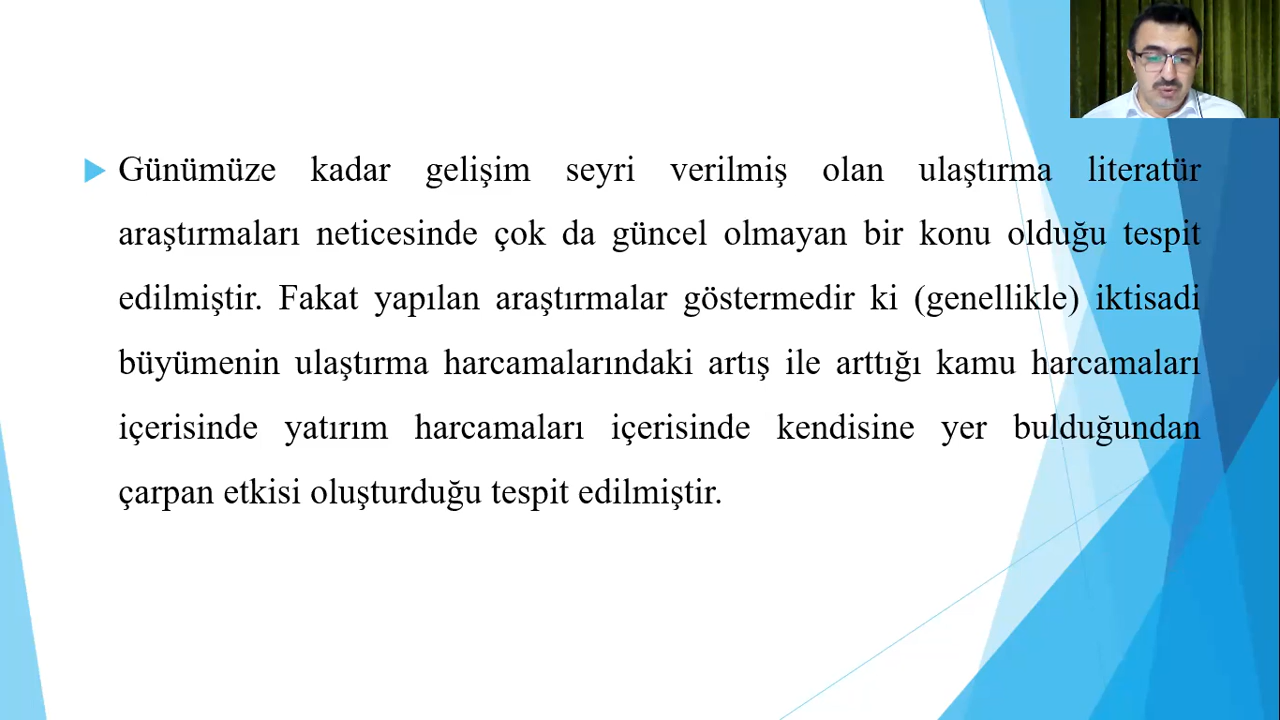 Günümüze kadar gelişim seyri verilmiş olan ulaştırma literatür
araştırmaları neticesinde çok da güncel olmayan bir konu olduğu tespit
edilmiştir. Fakat yapılan araştırmalar göstermedir ki (genellikle) iktisadi
büyümenin ulaştırma harcamalarındaki artış ile arttığı kamu harcamaları
içerisinde yatırım harcamaları içerisinde kendisine yer bulduğundan
çarpan etkisi oluşturduğu tespit edilmiştir.